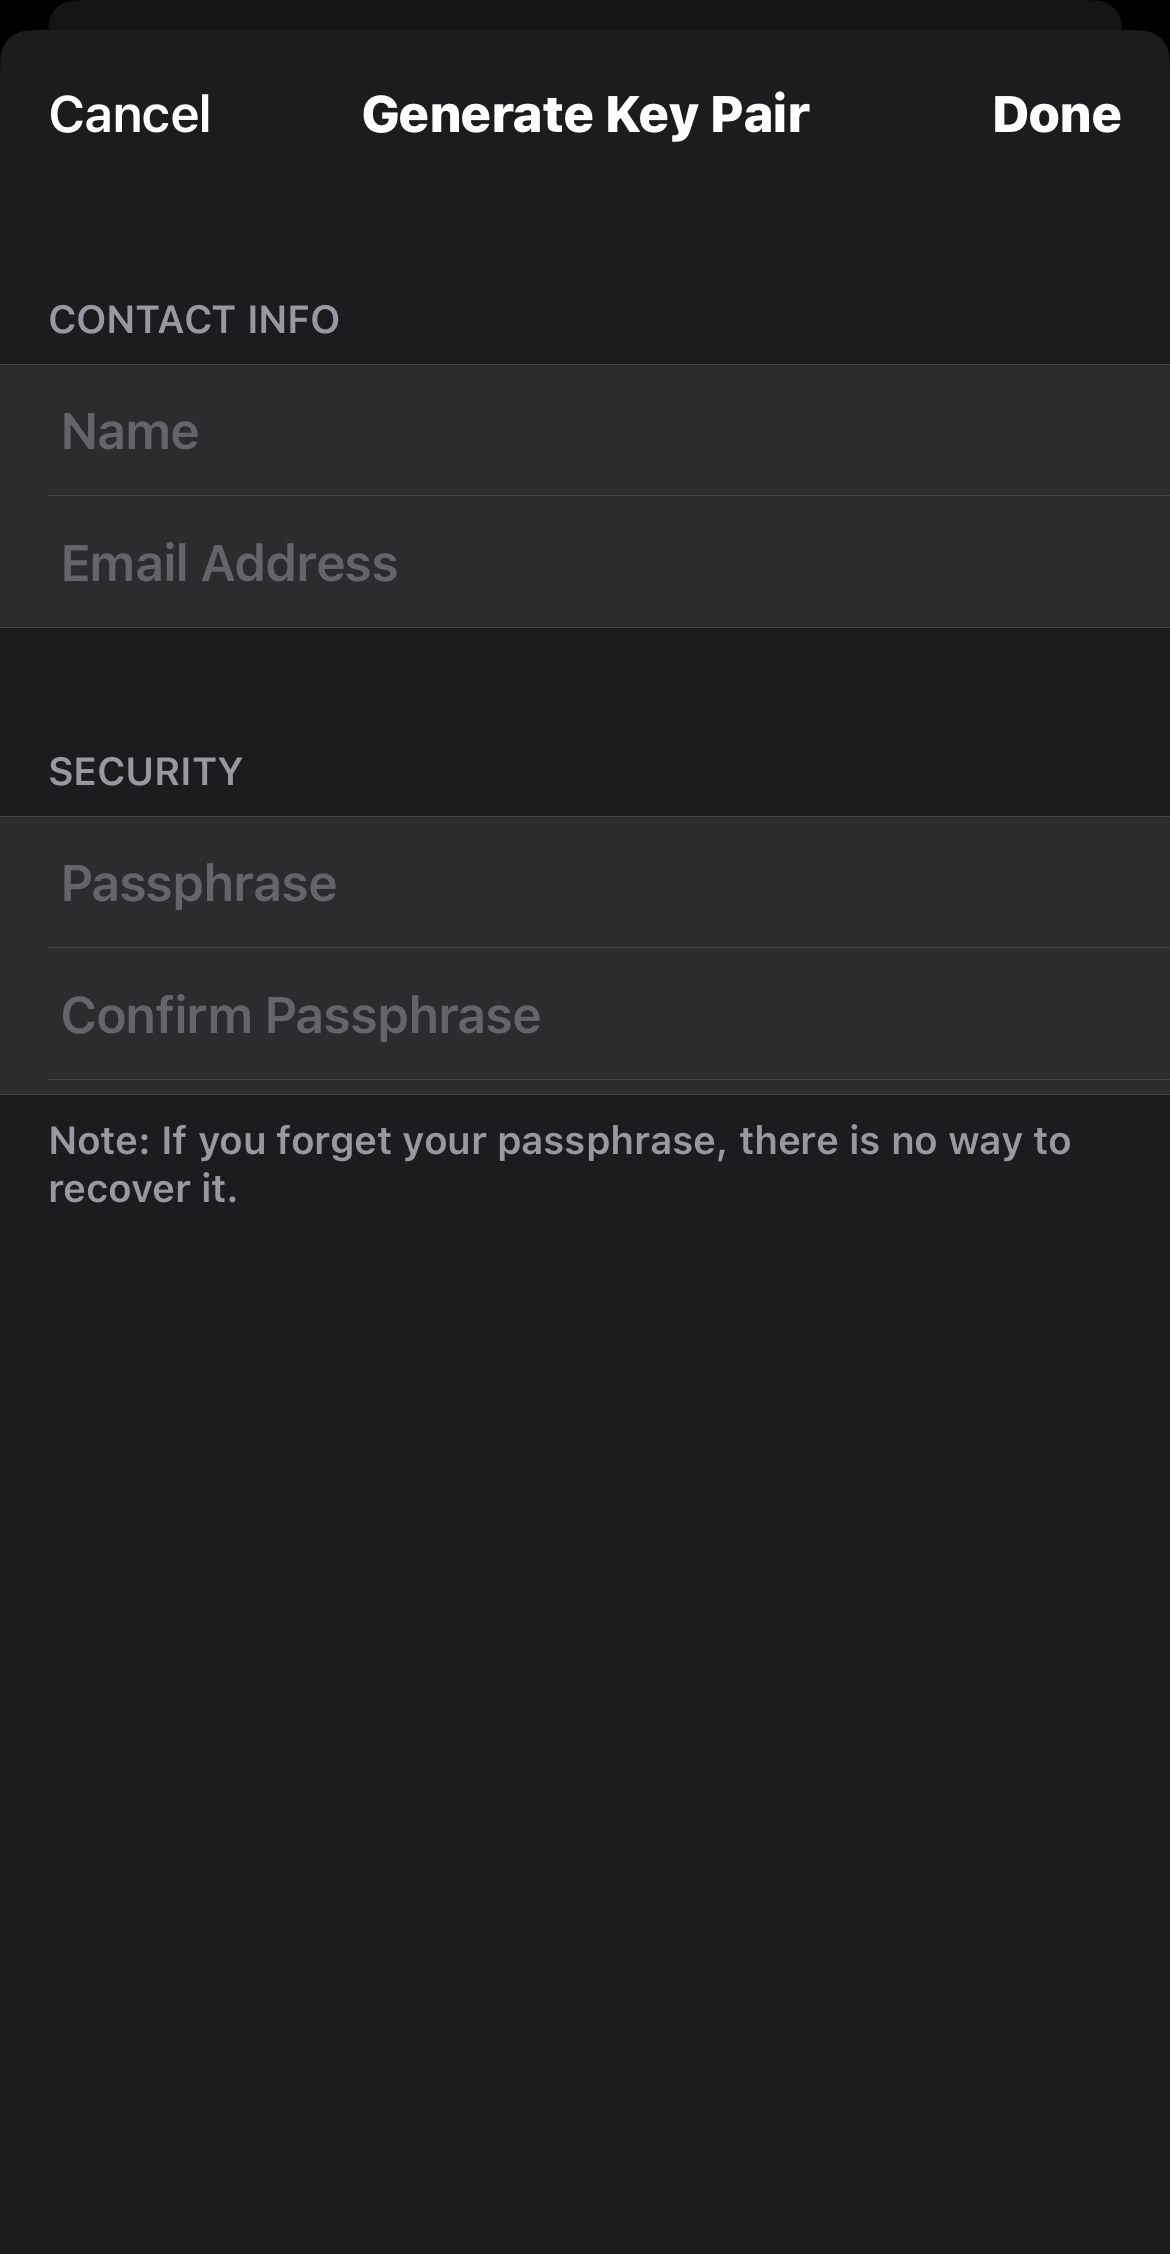 Cancel
Generate Key Pair
Done
CONTACT INFO
Name
Email Address
SECURITY
Passphrase
Confirm Passphrase
Note: If you forget your passphrase, there is no way to
recover it.